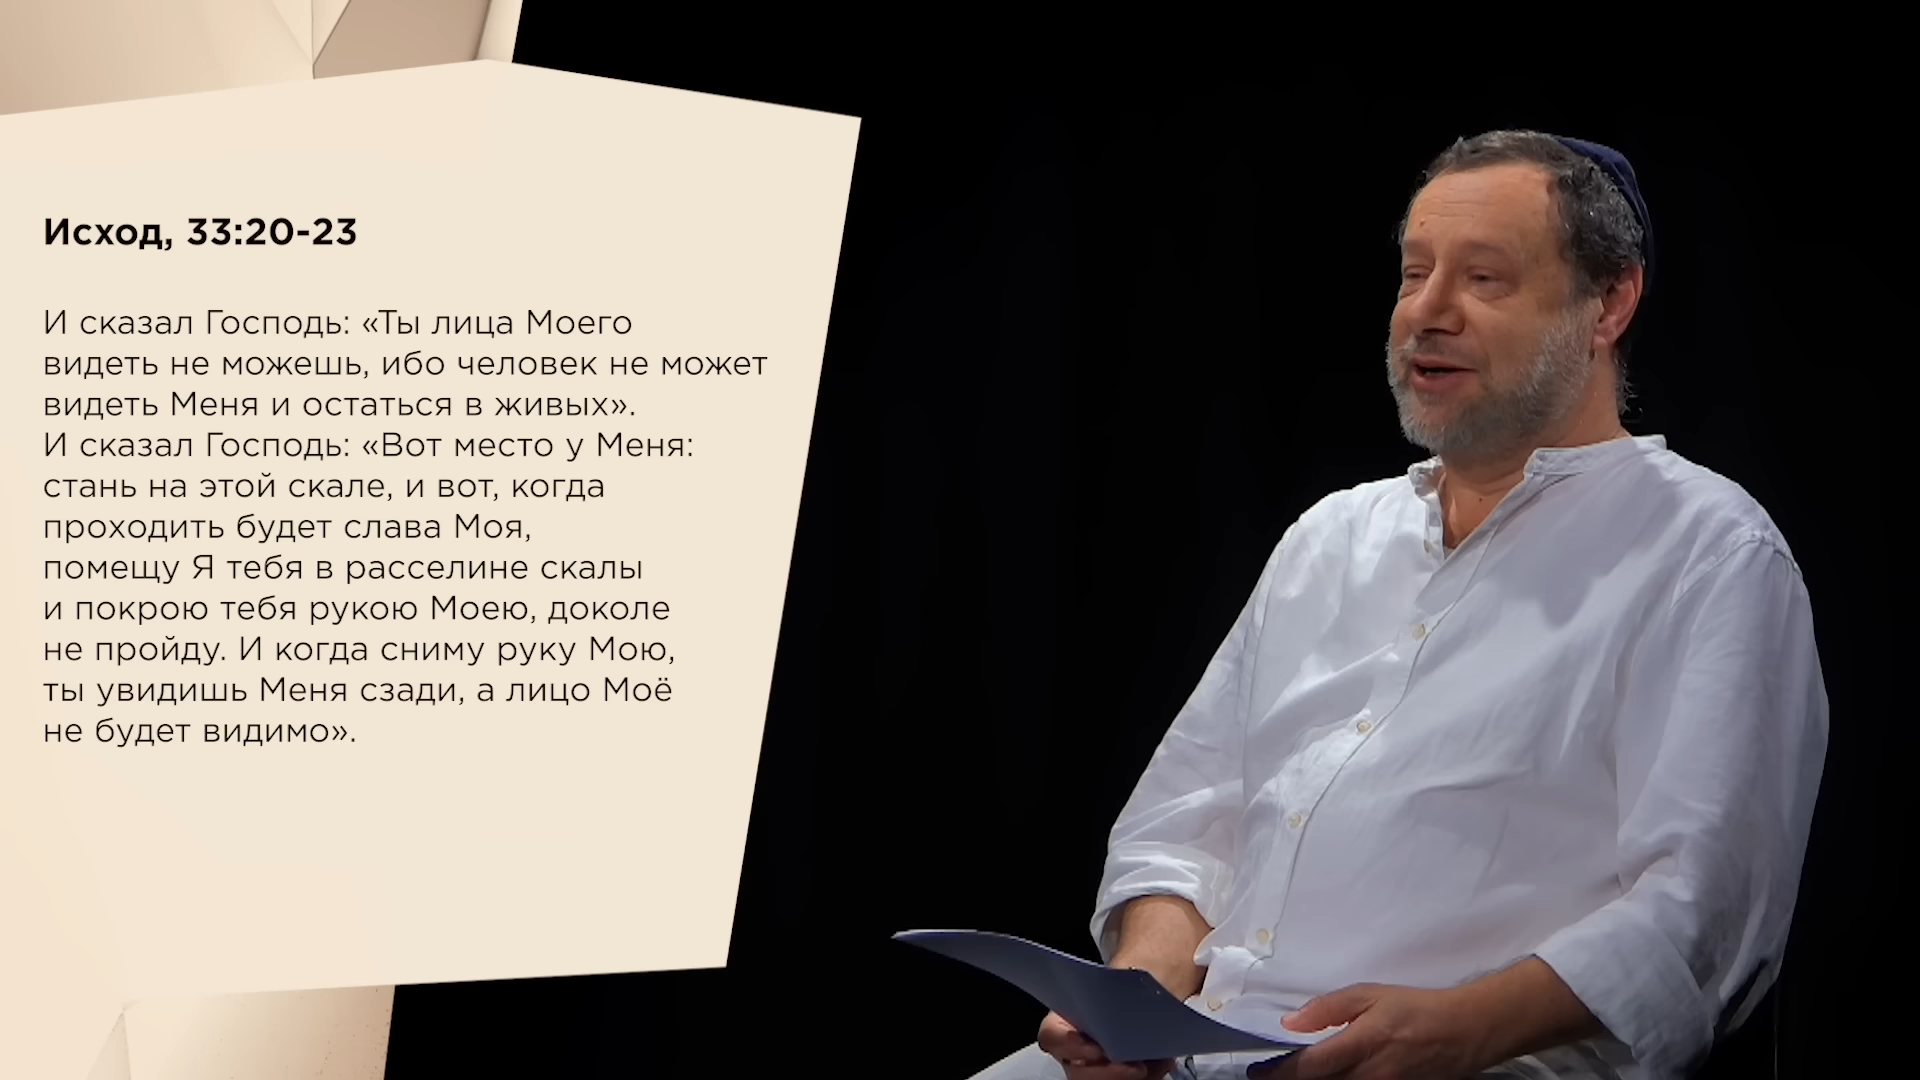 Исход, 33:20-23
И сказал Господь: «Ты лица Моего
видеть не можешь, ибо человек не может
видеть Меня и остаться в живых».
И сказал Господь: «Вот место у Меня:
стань на этой скале, и вот, когда
проходить будет слава Моя,
помещу Я тебя в расселине скалы
и покрою тебя рукою Моею, доколе
не пройду. И когда сниму руку Мою,
ты увидишь Меня сзади, а лицо Моё
не будет видимо».